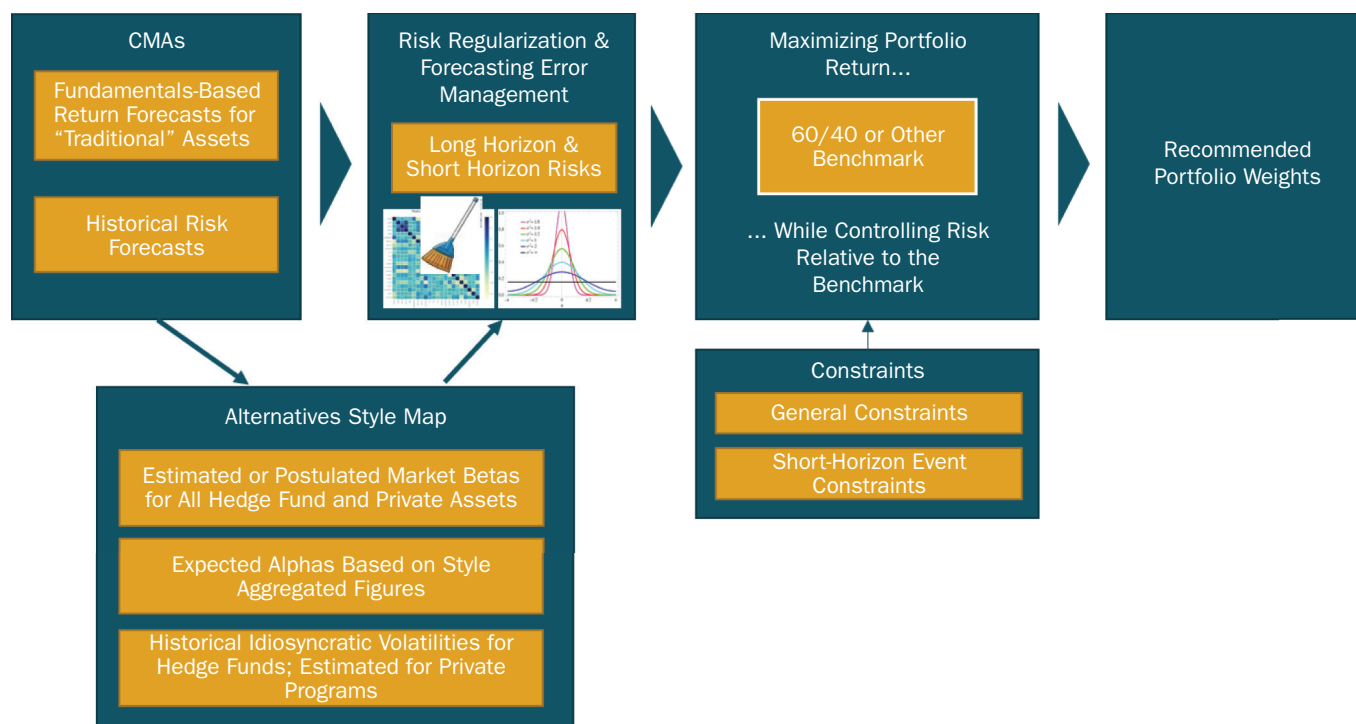 CMAs
Fundamentals-Based
Return Forecasts for
“Traditional” Assets
Historical Risk
Forecasts
Risk Regularization &
Forecasting Error
Management
Long Horizon &
Short Horizon Risks
Maximizing Portfolio
Return...
60/40 or Other
Benchmark
... While Controlling Risk
Relative to the
Benchmark
Recommended
Portfolio Weights
Alternatives Style Map
Estimated or Postulated Market Betas
for All Hedge Fund and Private Assets
Expected Alphas Based on Style
Aggregated Figures
Historical Idiosyncratic Volatilities for
Hedge Funds; Estimated for Private
Programs
Constraints
General Constraints
Short-Horizon Event
Constraints